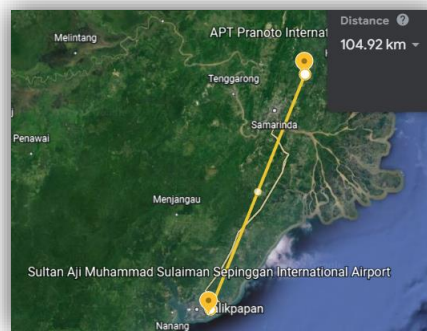 Distance
104.92 km
Melintang
APT Pranoto Internat
Tenggarong
Samarinda
Penawai
Menjangau
Sultan Aji Muhammad Sulaiman Sepinggan International Airport
alikpapan
Nanang